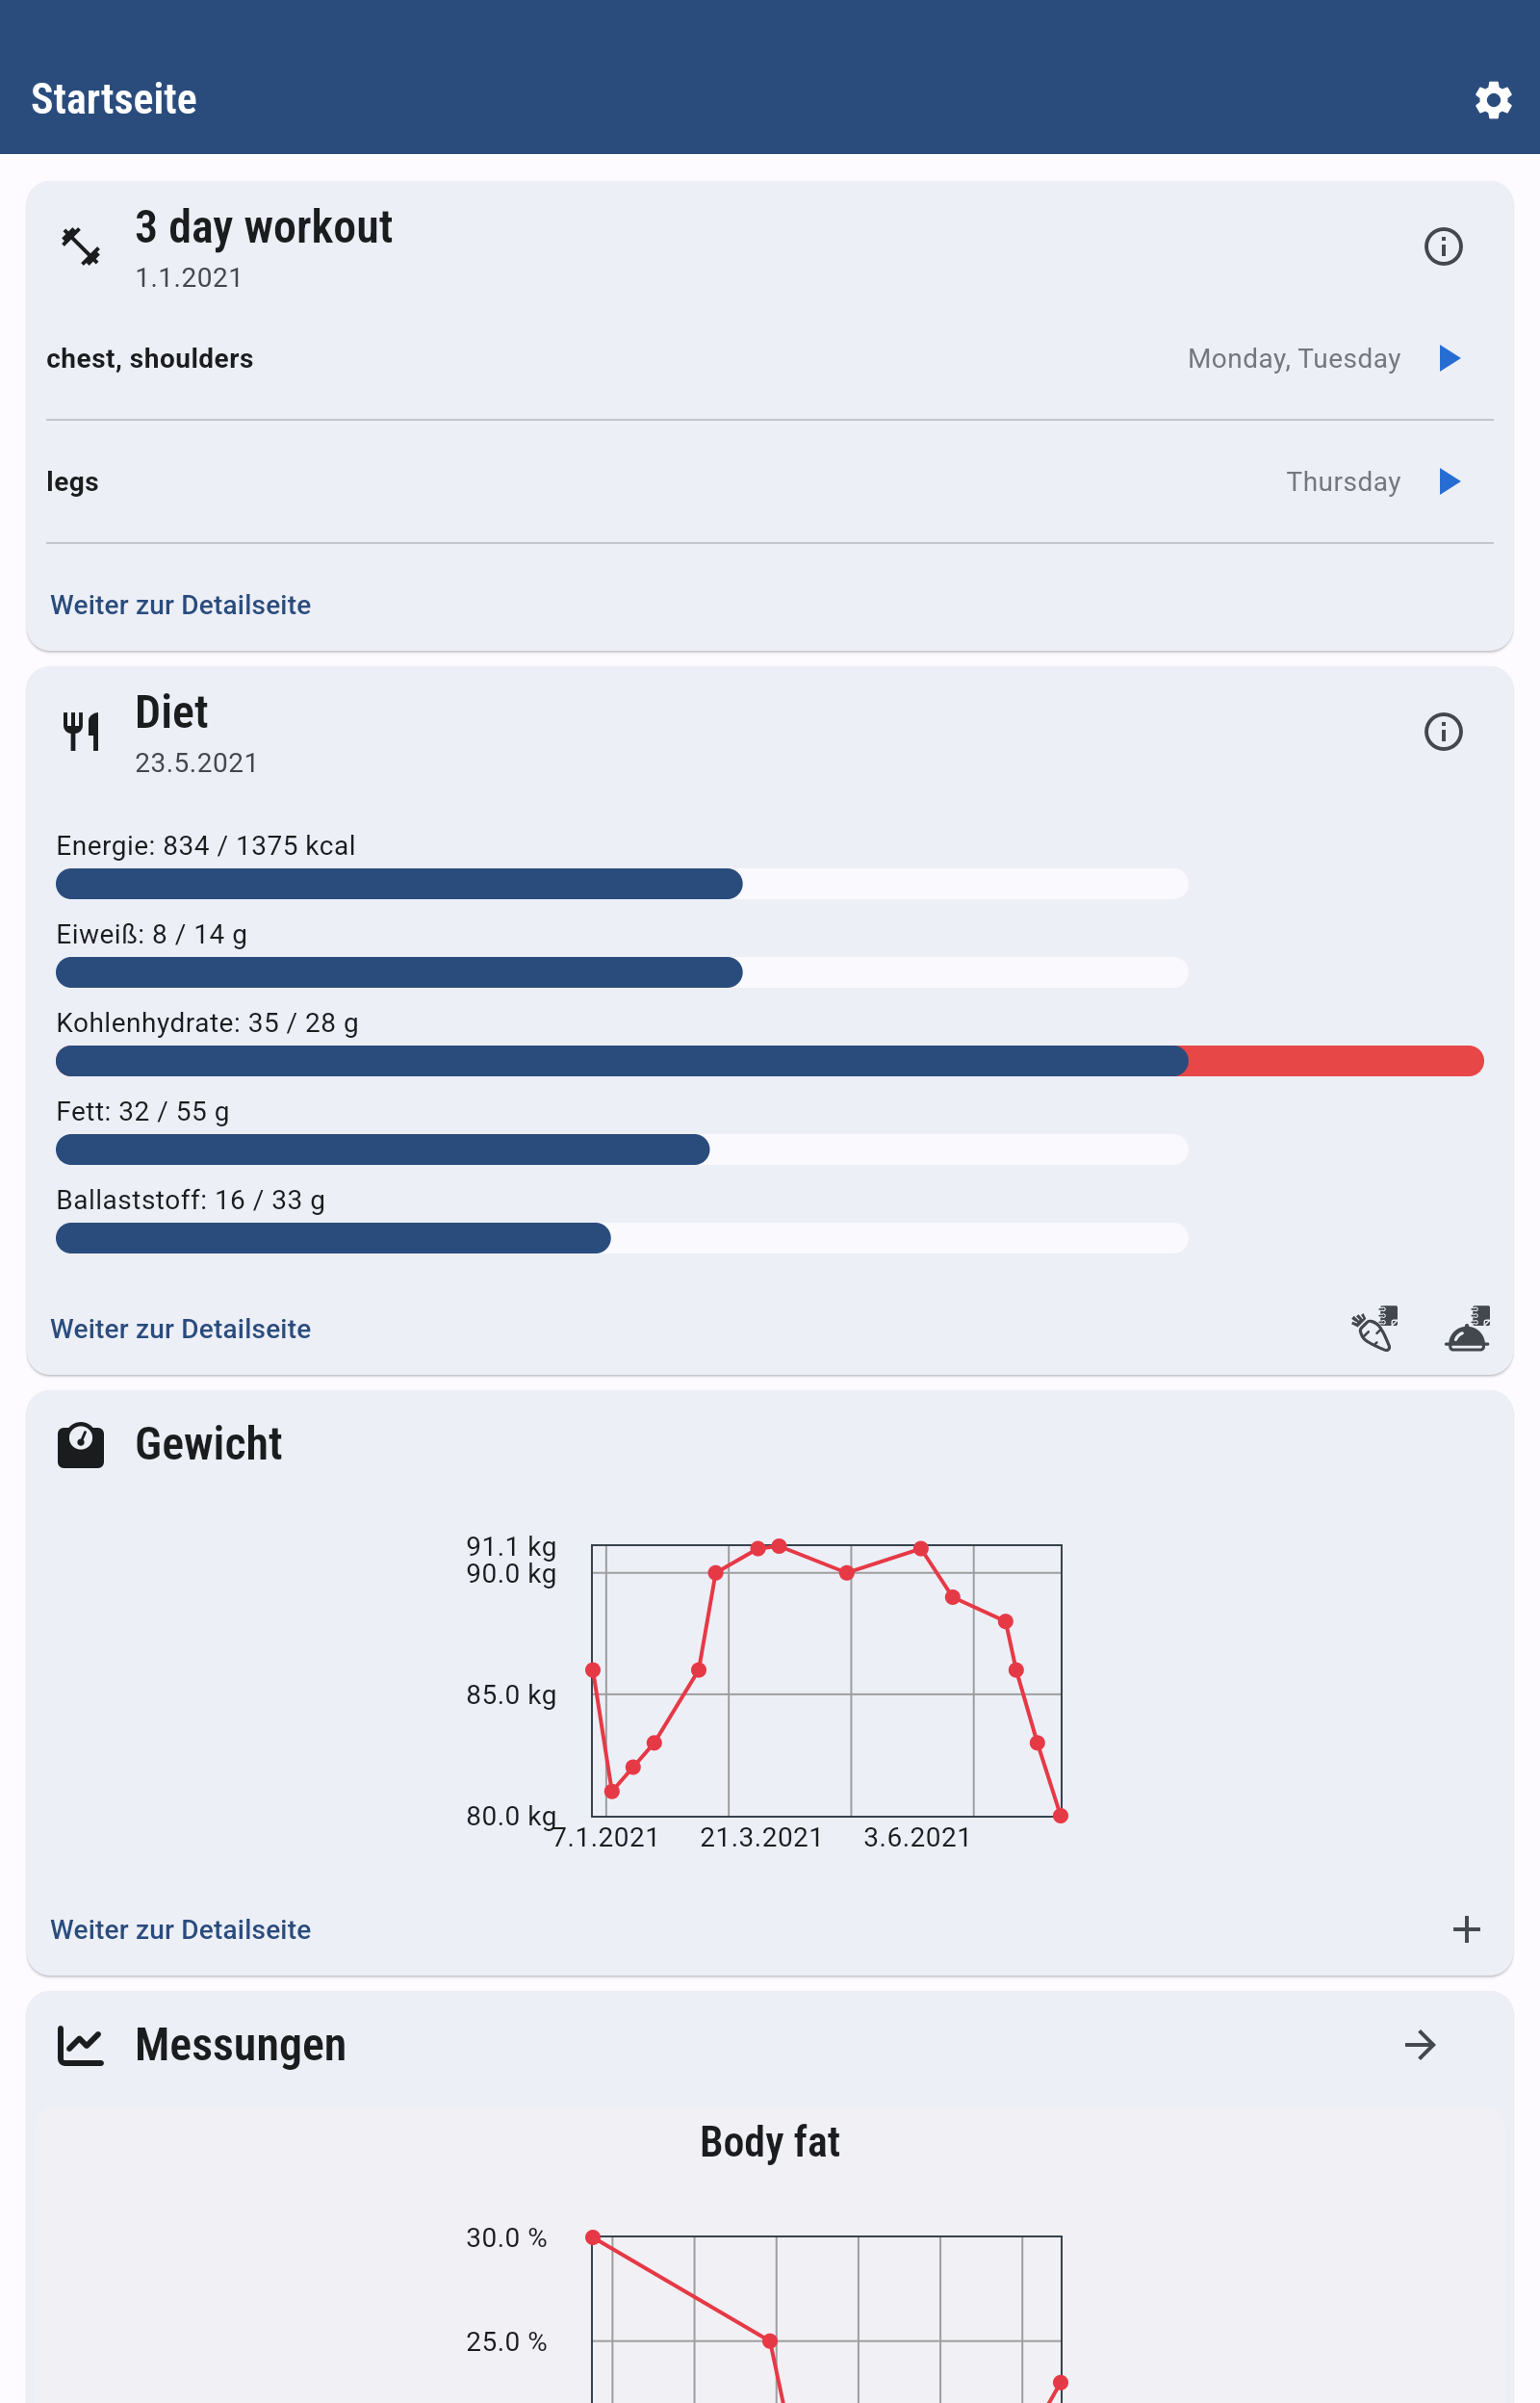 Startseite
3 day workout
1.1.2021
chest, shoulders Monday, Tuesday
legs Thursday
Weiter zur Detailseite
Diet
23.5.2021
Energie: 834 / 1375 kcal
Eiweiß: 8 / 14 g
Kohlenhydrate: 35 / 28 g
Fett: 32 / 55 g
Ballaststoff: 16 / 33 g
Weiter zur Detailseite
Gewicht
91.1 kg
90.0 kg
85.0 kg
80.0 kg
7.1.2021 21.3.2021 3.6.2021
Weiter zur Detailseite
Messungen
Body fat
30.0 %
25.0 %